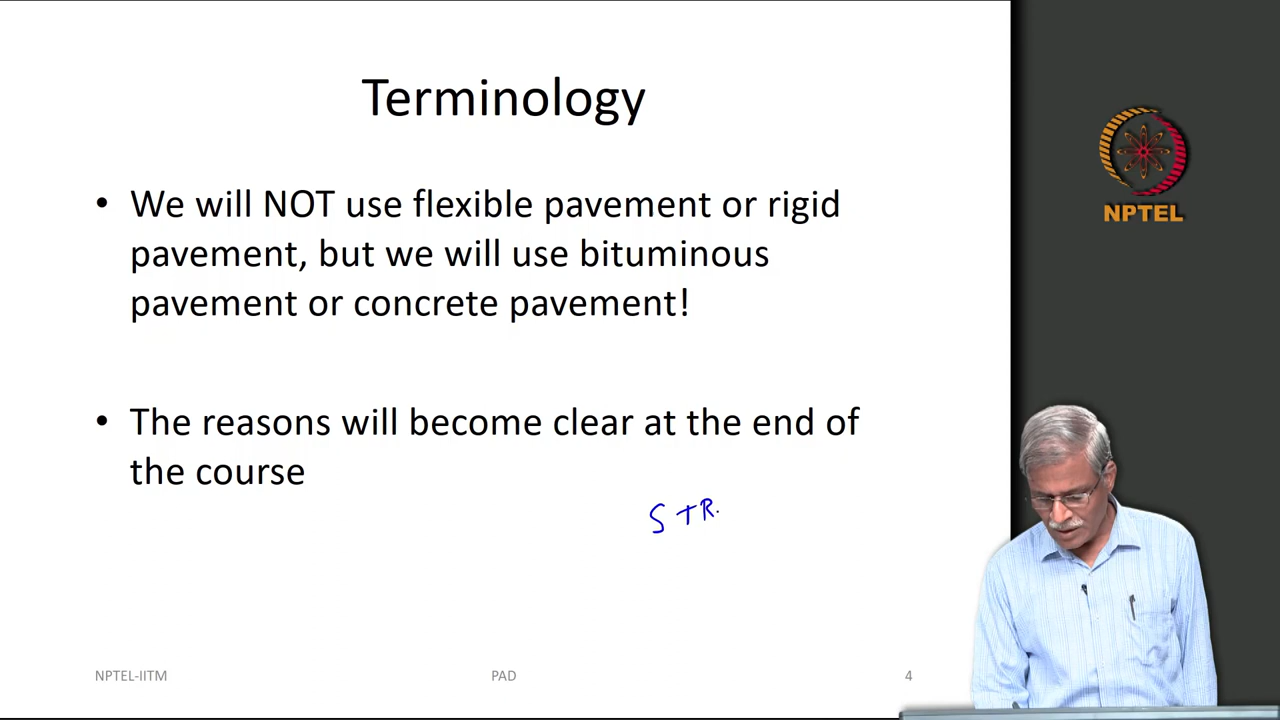 Terminology
• We will NOT use flexible pavement or rigid
pavement, but we will use bituminous
pavement or concrete pavement!
• The reasons will become clear at the end of
the course
STR.
NPTEL-IITM
PAD
4
NPTEL